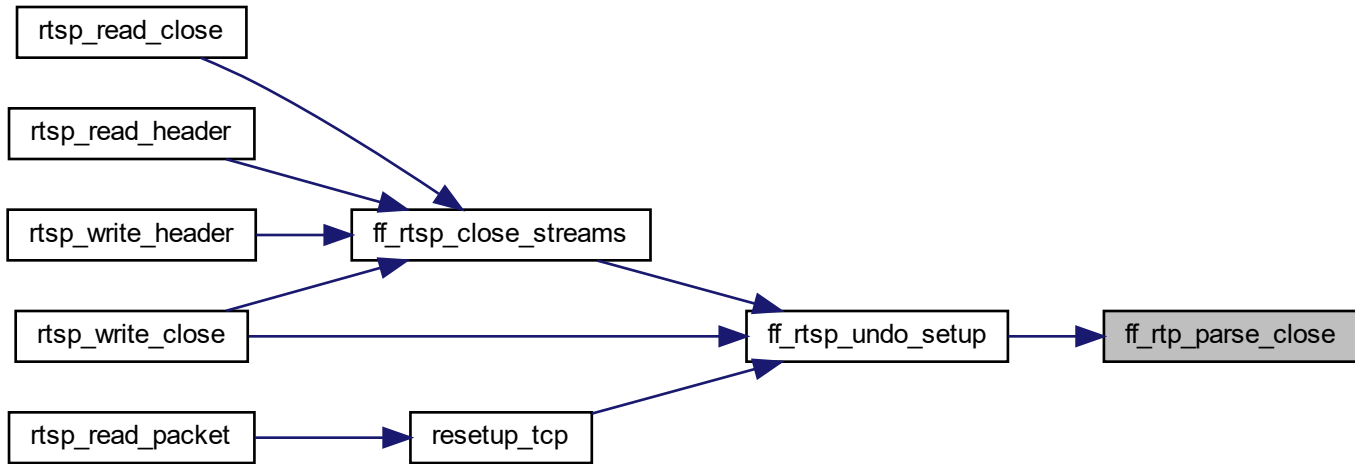 rtsp_read_close
rtsp_read_header
rtsp_write_header
ff_rtsp_close_streams
rtsp_write_close
ff_rtsp_undo_setup
ff_rtp_parse_close
rtsp_read_packet
resetup_tcp